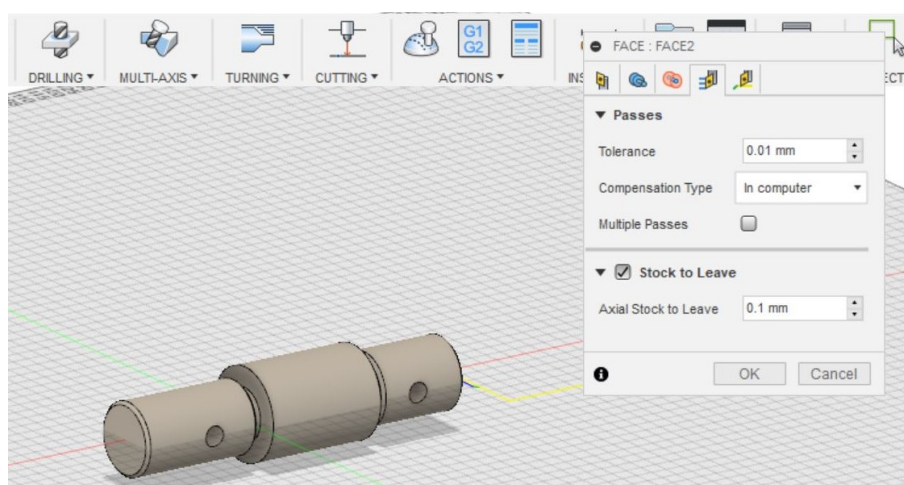 G1
G2
DRILLING ▾
MULTI-AXIS ▾
TURNING ▾
CUTTING ▾
ACTIONS ▾
FACE : FACE2
Passes
Tolerance
0.01 mm
Compensation Type
In computer
Multiple Passes
Stock to Leave
Axial Stock to Leave
0.1 mm
OK
Cancel